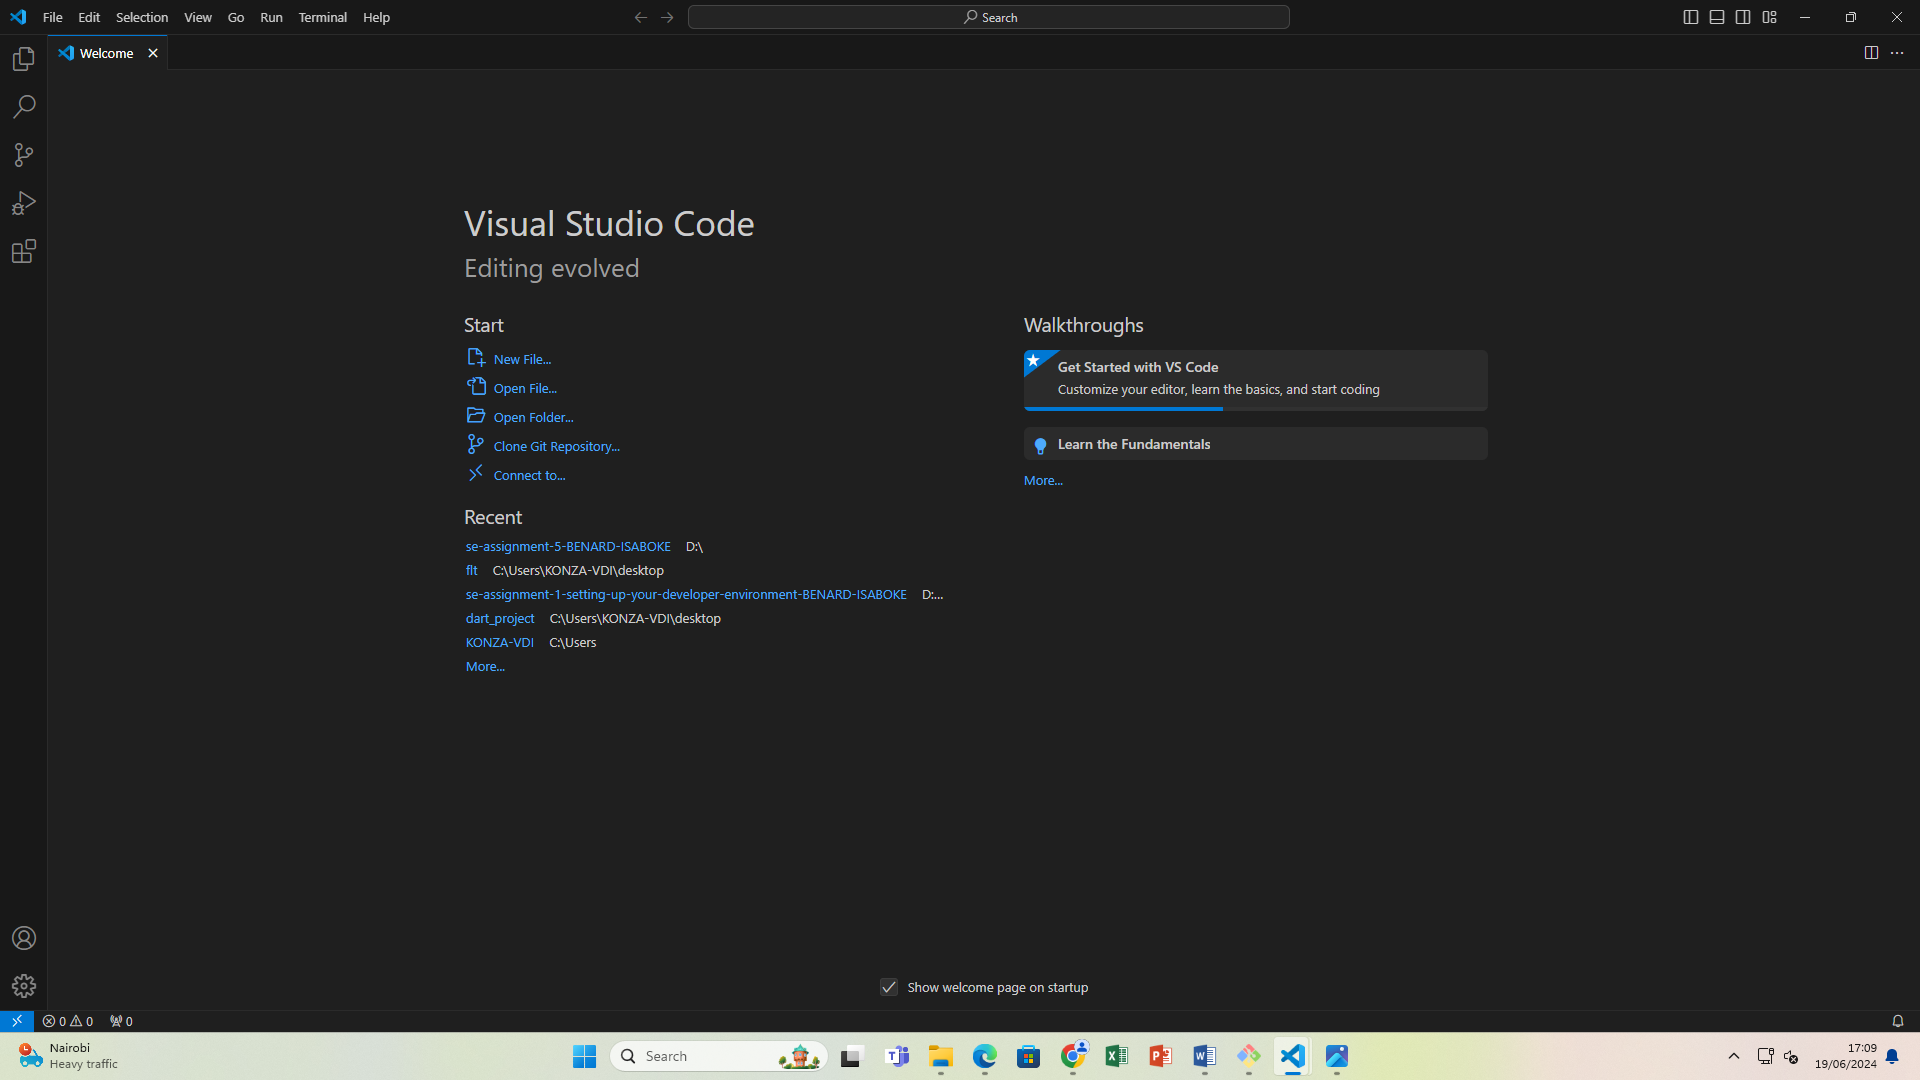 File Edit Selection View Go Run Terminal Help
Search
Welcome
Visual Studio Code
Editing evolved
Start
New File...
Open File...
Open Folder...
Clone Git Repository...
Connect to...
Recent
se-assignment-5-BENARD-ISABOKE D:\
flt C:\Users\KONZA-VDI\desktop
se-assignment-1-setting-up-your-developer-environment-BENARD-ISABOKE D:...
dart_project C:\Users\KONZA-VDI\desktop
KONZA-VDI C:\Users
More...
Walkthroughs
Get Started with VS Code
Customize your editor, learn the basics, and start coding
Learn the Fundamentals
More...
Show welcome page on startup
0 0 0
Nairobi
Heavy traffic
Search
17:09
19/06/2024